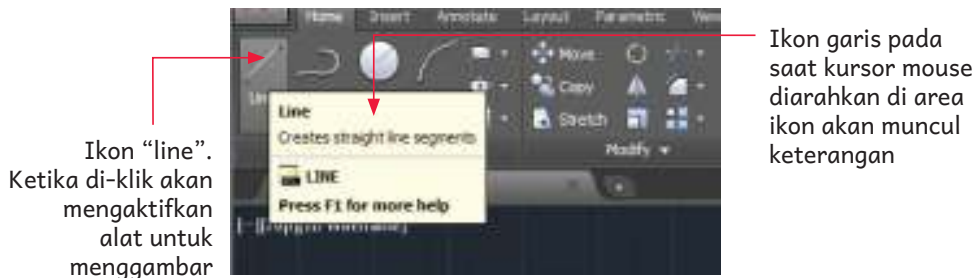 Home Insert Annotate Layout Parametric View
Move
Copy
Stretch
Modify
Line
Creates straight line segments
LINE
Press F1 for more help
Ikon “line”.
Ketika di-klik akan
mengaktifkan
alat untuk
menggambar
Ikon garis pada
saat kursor mouse
diarahkan di area
ikon akan muncul
keterangan